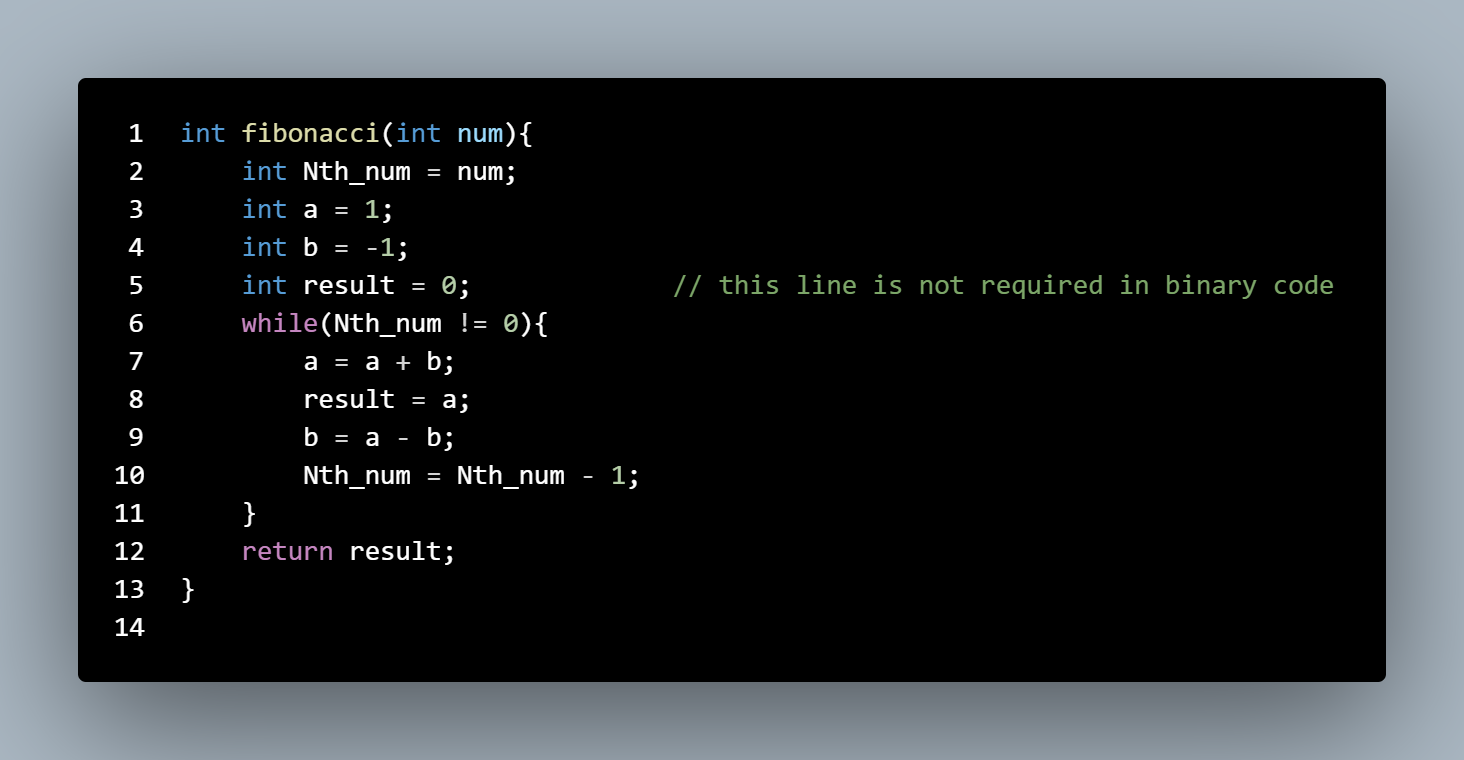 1 int fibonacci(int num){
2     int Nth_num = num;
3     int a = 1;
4     int b = -1;
5     int result = 0;             // this line is not required in binary code
6     while(Nth_num != 0){
7         a = a + b;
8         result = a;
9         b = a - b;
10         Nth_num = Nth_num - 1;
11     }
12     return result;
13 }
14